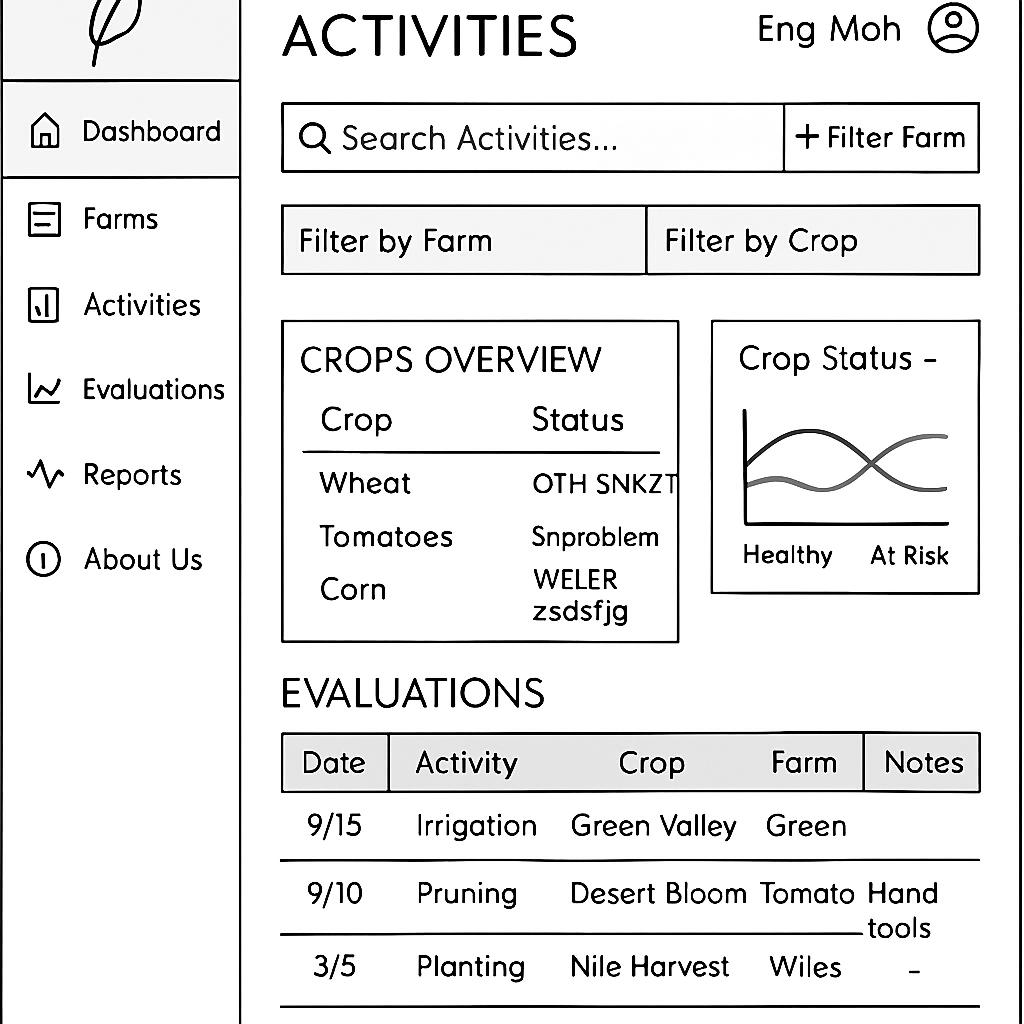 ACTIVITIES
Eng Moh
Dashboard
Farms
Activities
Evaluations
Reports
About Us
Search Activities...
+ Filter Farm
Filter by Farm
Filter by Crop
CROPS OVERVIEW
Crop Status
Wheat OTH SNKZT
Tomatoes Snproblem
Corn WELER
zsdsfjg
Crop Status –
Healthy At Risk
EVALUATIONS
Date Activity Crop Farm Notes
9/15 Irrigation Green Valley Green
9/10 Pruning Desert Bloom Tomato Hand
tools
3/5 Planting Nile Harvest Wiles –